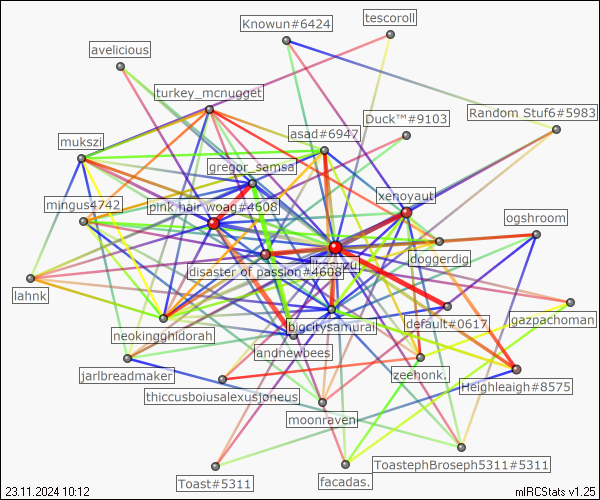 tescoroll
Knowun#6424
avelicious
turkey_mcnugget
Duck™#9103
Random Stuf6#5983
asad#6947
mukszi
gregor_samsa
xenoyaut
mingus4742
pink hair woag#4608
ogshroom
doggerdig
disaster of passion#4608
lahnk
default#0617
gazpachoman
bigcitysamurai
neokingghidorah
andnewbees
zeehonk.
jarlbreadmaker
Heighleaigh#8575
thiccusboiusalexusjoneus
moonraven
ToastephBroseph5311#5311
Toast#5311
facadas.
23.11.2024 10:12
mIRCStats v1.25